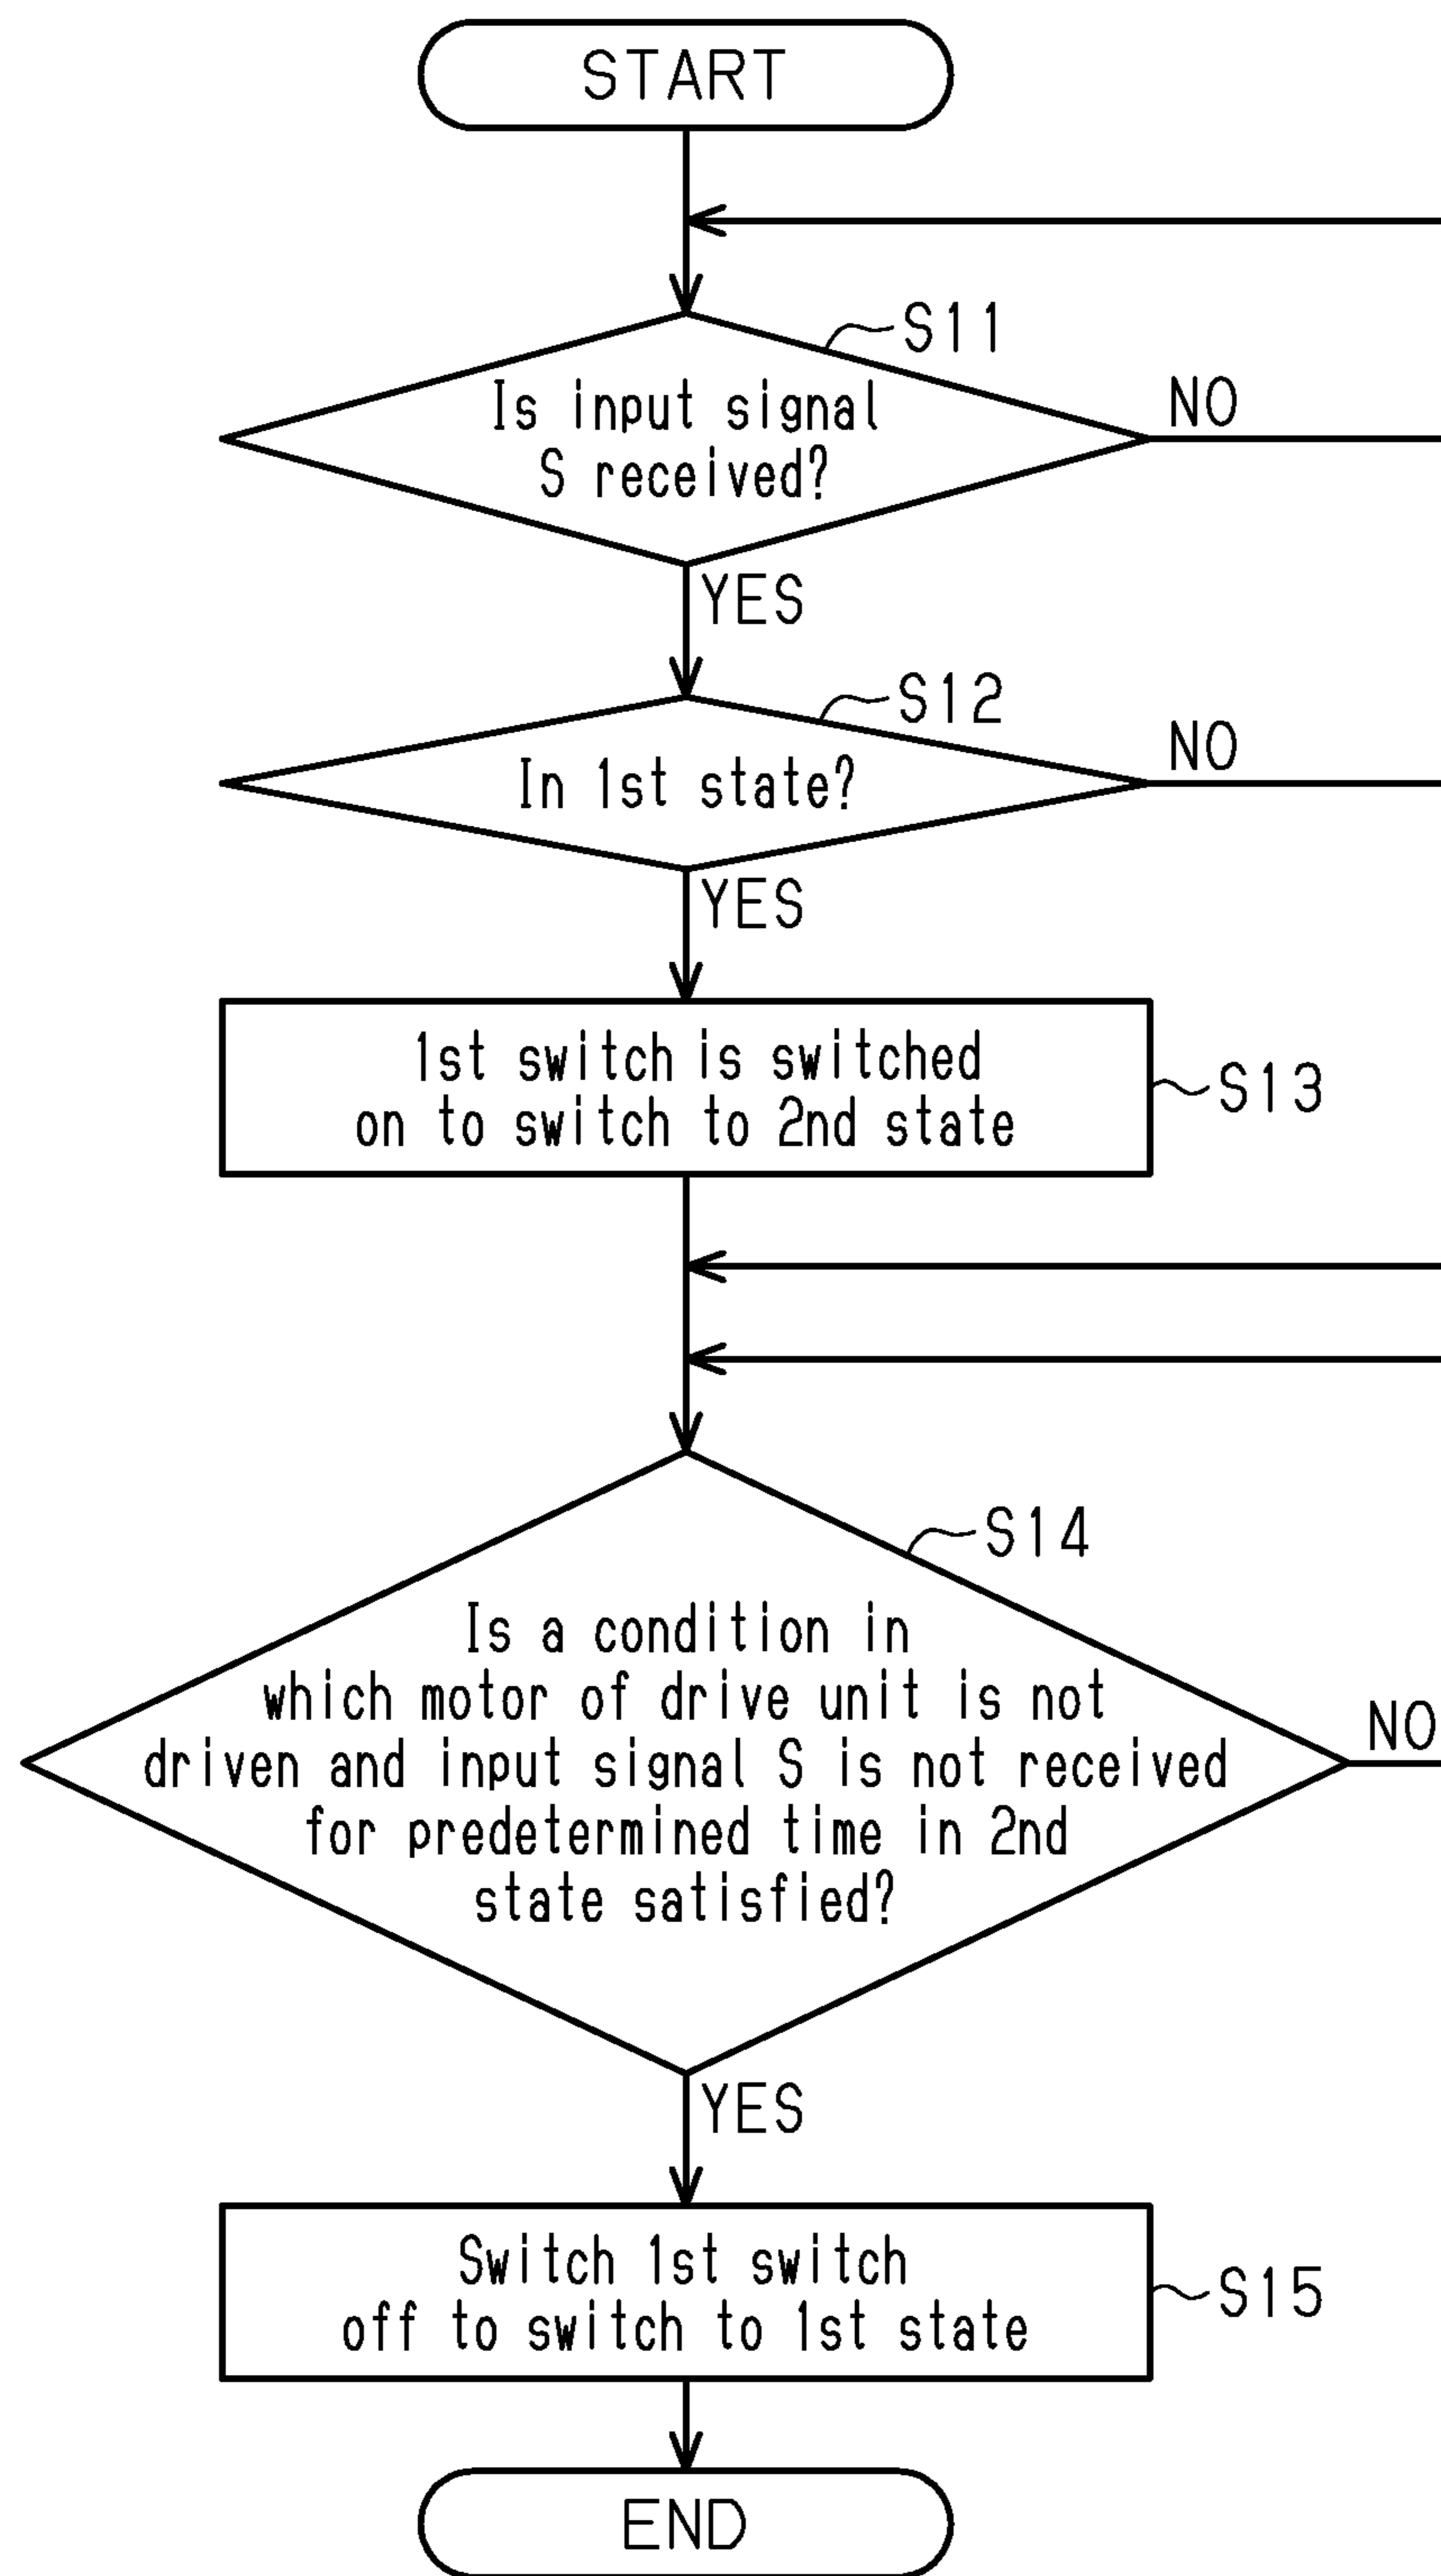 START
S11
Is input signal
S received?
NO
YES
S12
In 1st state?
NO
YES
1st switch is switched
on to switch to 2nd state
S13
S14
Is a condition in
which motor of drive unit is not
driven and input signal S is not received
for predetermined time in 2nd
state satisfied?
NO
YES
Switch 1st switch
off to switch to 1st state
S15
END